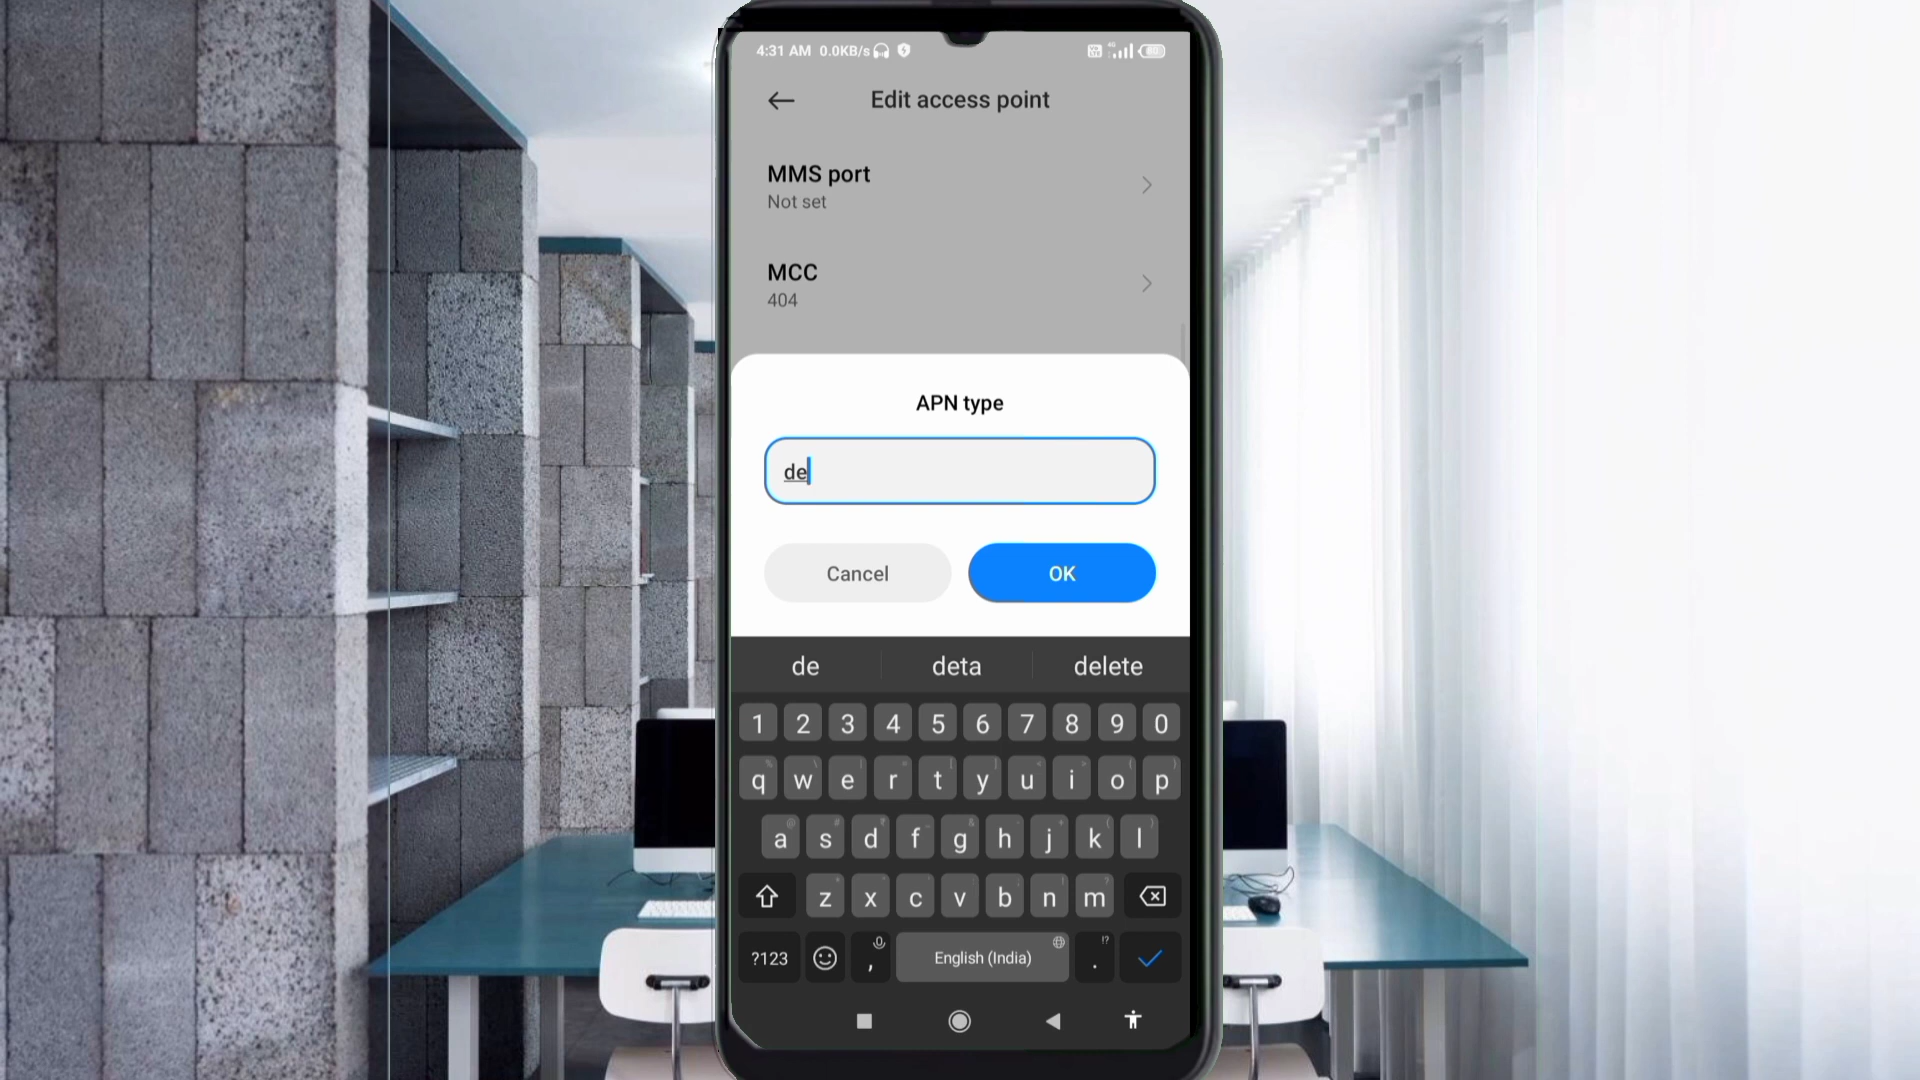 4:31 AM 0.0KB/s
Edit access point
MMS port
Not set
MCC
404
APN type
de
Cancel
OK
de deta delete
1 2 3 4 5 6 7 8 9 0
q w e r t y u i o p
a s d f g h j k l
z x c v b n m
?123 , English (India) .